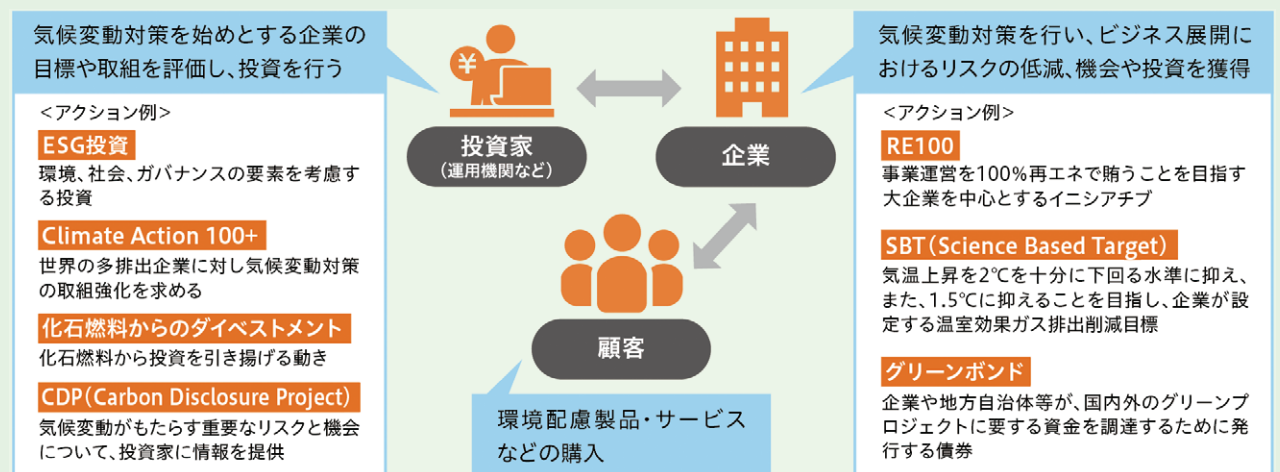 気候変動対策を始めとする企業の
目標や取組を評価し、投資を行う
＜アクション例＞
ESG投資
環境、社会、ガバナンスの要素を考慮す
る投資
Climate Action 100+
世界の多排出企業に対し気候変動対策
の取組強化を求める
化石燃料からのダイベストメント
化石燃料から投資を引き揚げる動き
CDP（Carbon Disclosure Project）
気候変動がもたらす重要なリスクと機会
について、投資家に情報を提供
¥
投資家
（運用機関など）
企業
顧客
環境配慮製品・サービス
などの購入
気候変動対策を行い、ビジネス展開に
おけるリスクの低減、機会や投資を獲得
＜アクション例＞
RE100
事業運営を100％再エネで賄うことを目指す
大企業を中心とするイニシアチブ
SBT（Science Based Target）
気温上昇を2℃を十分に下回る水準に抑え、
また、1.5℃に抑えることを目指し、企業が設
定する温室効果ガス排出削減目標
グリーンボンド
企業や地方自治体等が、国内外のグリーンプ
ロジェクトに要する資金を調達するために発
行する債券